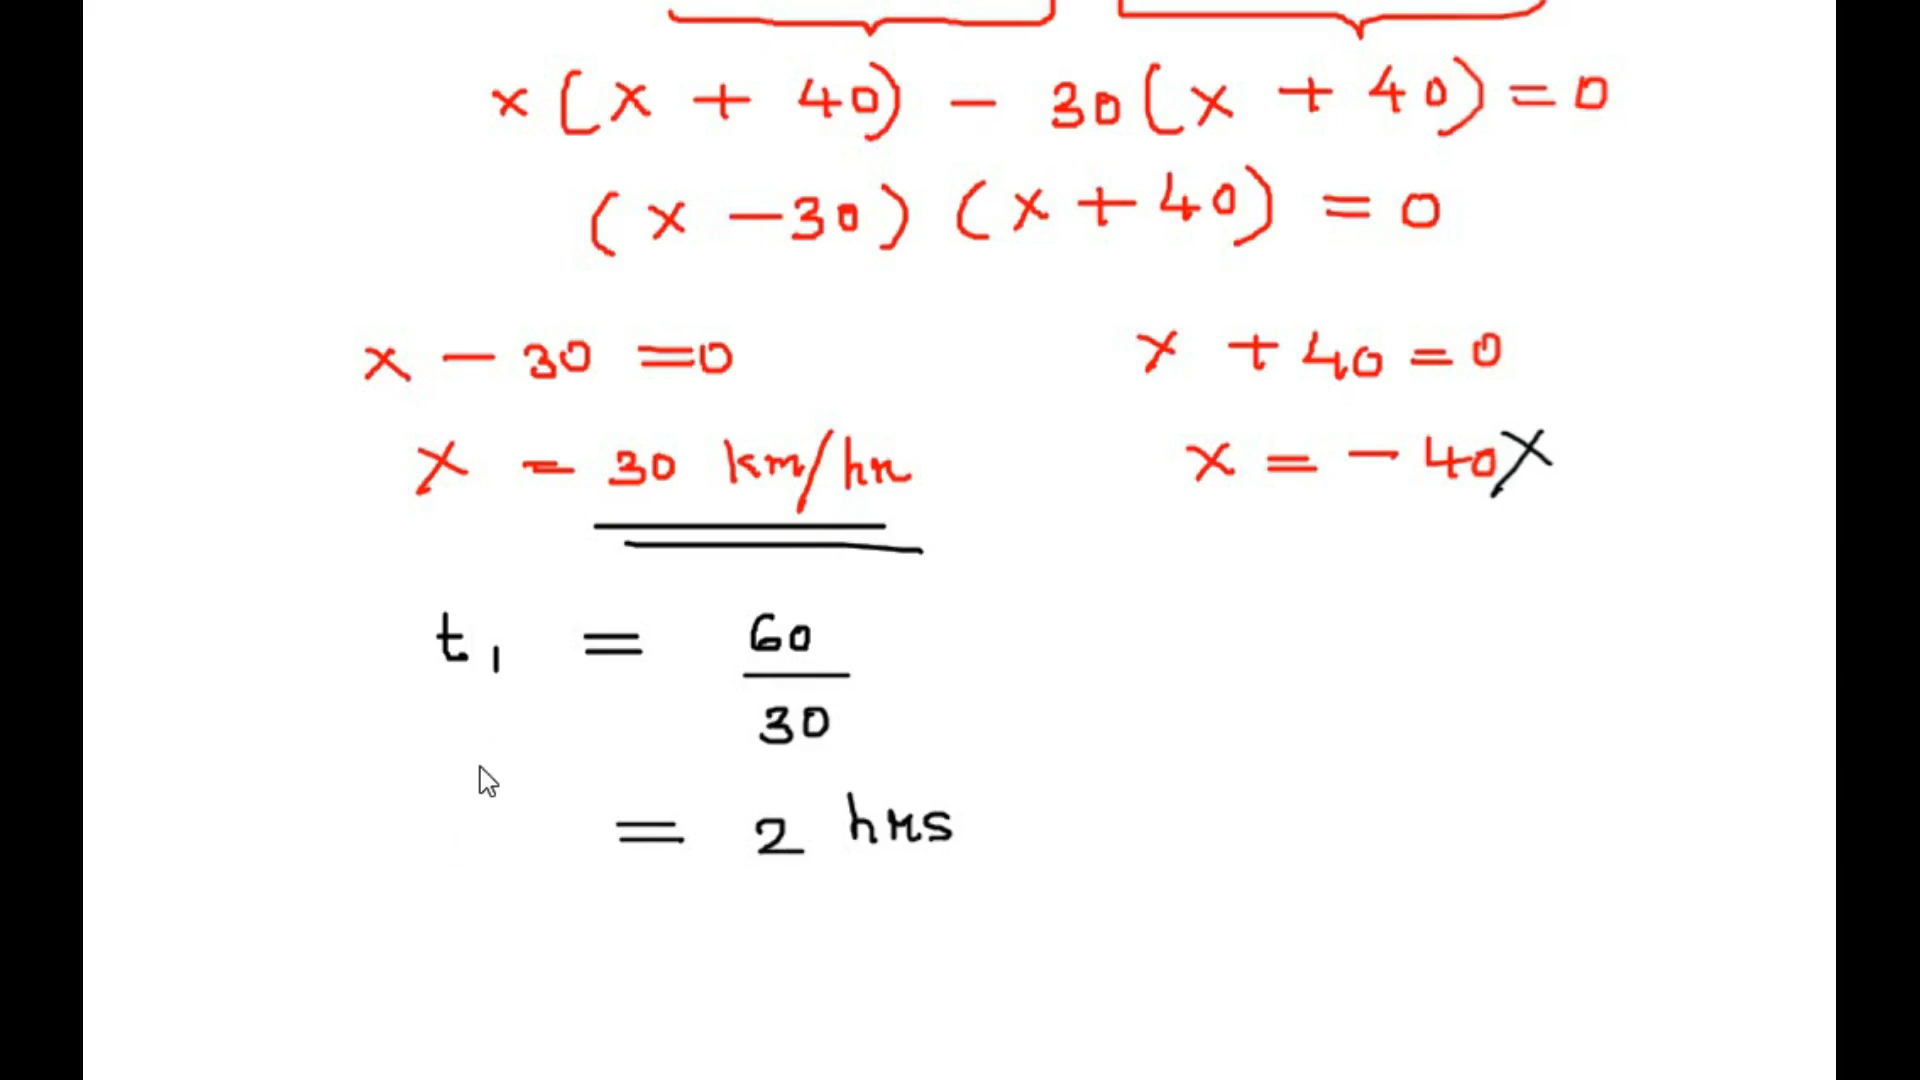 x(x + 40) - 30(x + 40) = 0
(x - 30) (x + 40) = 0
x - 30 = 0
x + 40 = 0
x = 30 km/hr
x = - 40 X
t1 = 60/30
= 2 hrs